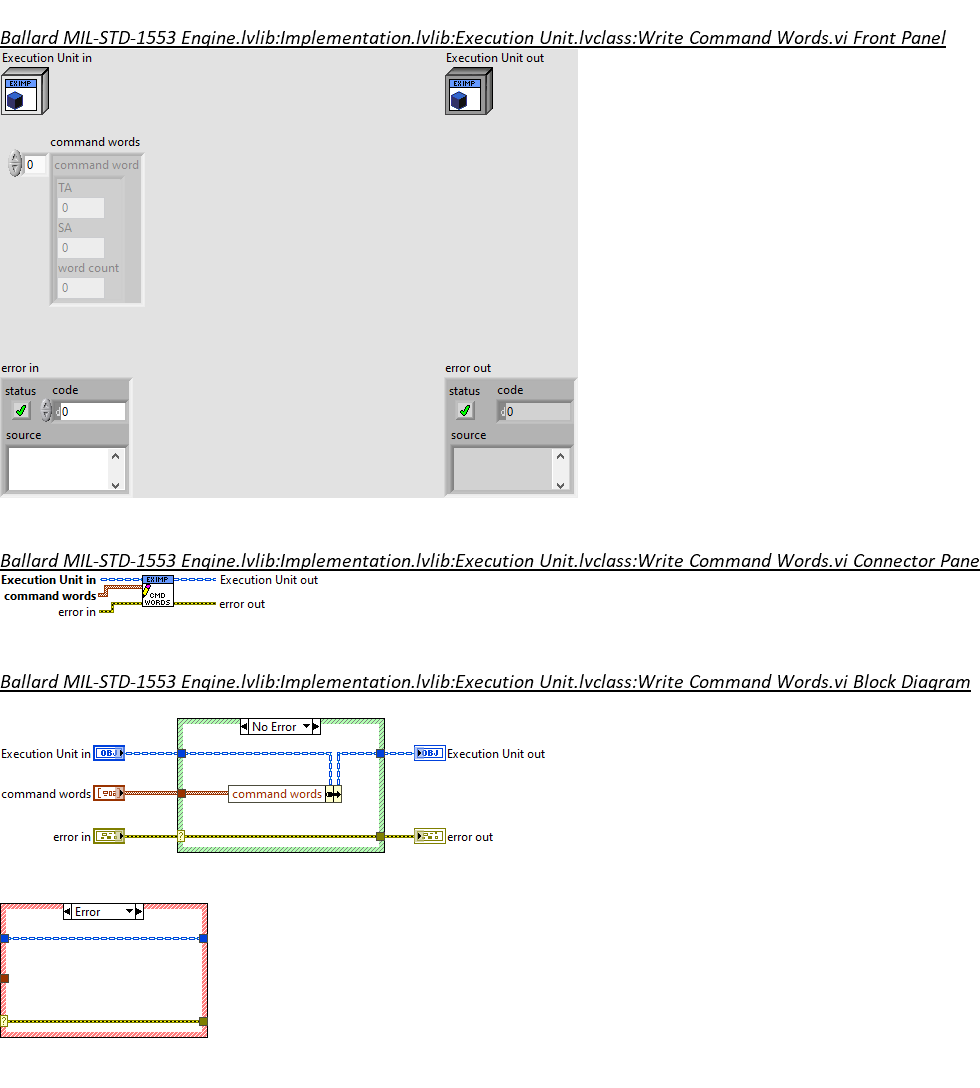 Ballard MIL-STD-1553 Engine.lvlib:Implementation.lvlib:Execution Unit.lvclass:Write Command Words.vi Front Panel
Execution Unit in
Execution Unit out
EXIMP
EXIMP
command words
0
command word
TA
0
SA
0
word count
0
error in
error out
status
code
status
code
d
0
d
0
source
source
Ballard MIL-STD-1553 Engine.lvlib:Implementation.lvlib:Execution Unit.lvclass:Write Command Words.vi Connector Pane
Execution Unit in
EXIMP
Execution Unit out
command words
CMD
WORDS
error in
error out
Ballard MIL-STD-1553 Engine.lvlib:Implementation.lvlib:Execution Unit.lvclass:Write Command Words.vi Block Diagram
No Error
Execution Unit in
OBJ
OBJ
Execution Unit out
command words
command words
error in
?
error out
Error
?